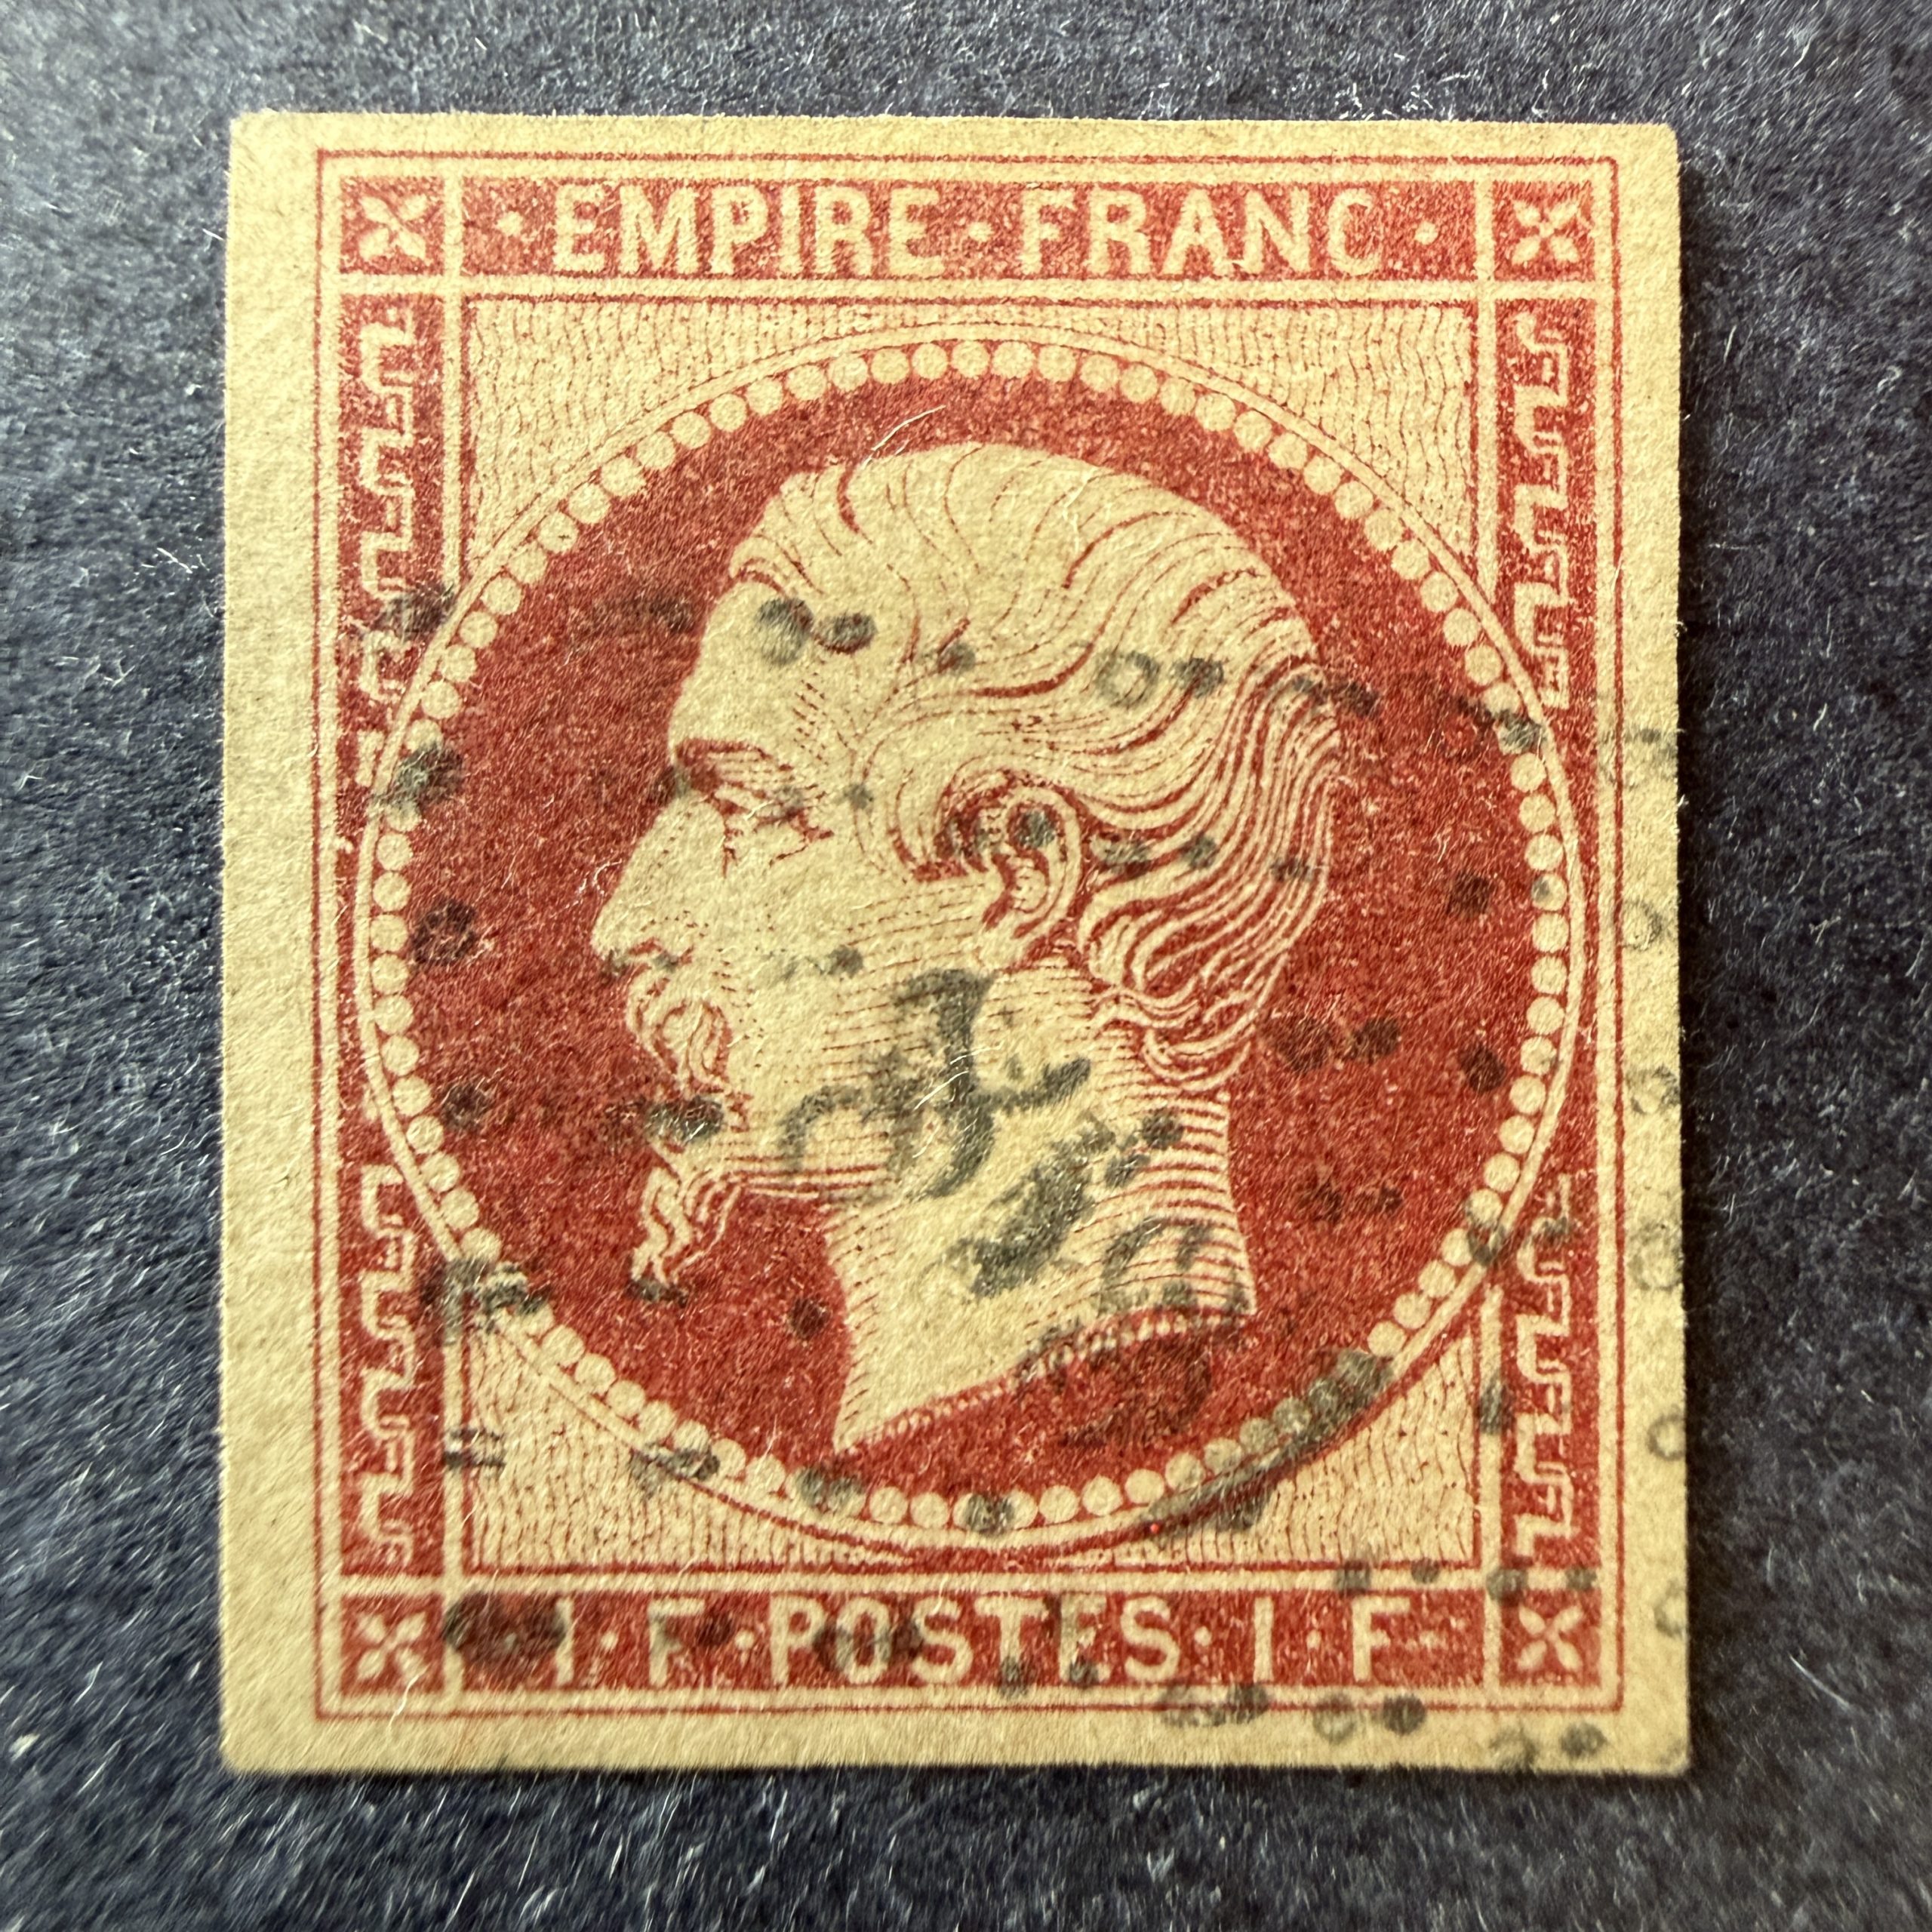 · EMPIRE · FRANC ·
1 · F · POSTES · 1 · F ·